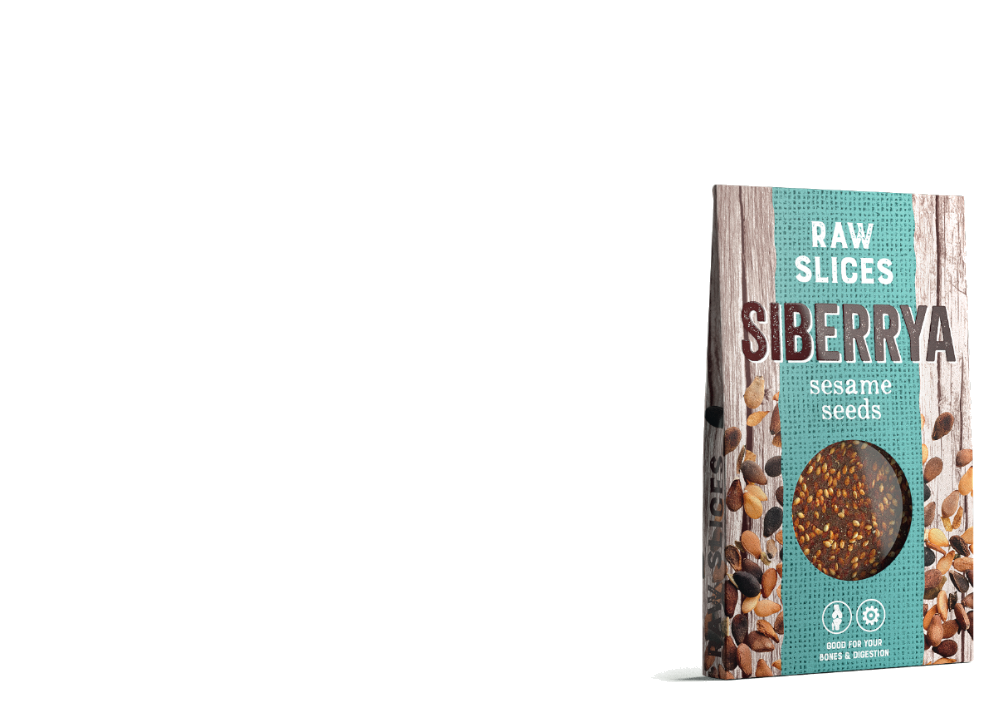 RAW
SLICES
SIBERRYA
sesame
seeds
GOOD FOR YOUR
BONES & DIGESTION
RAW SLICES